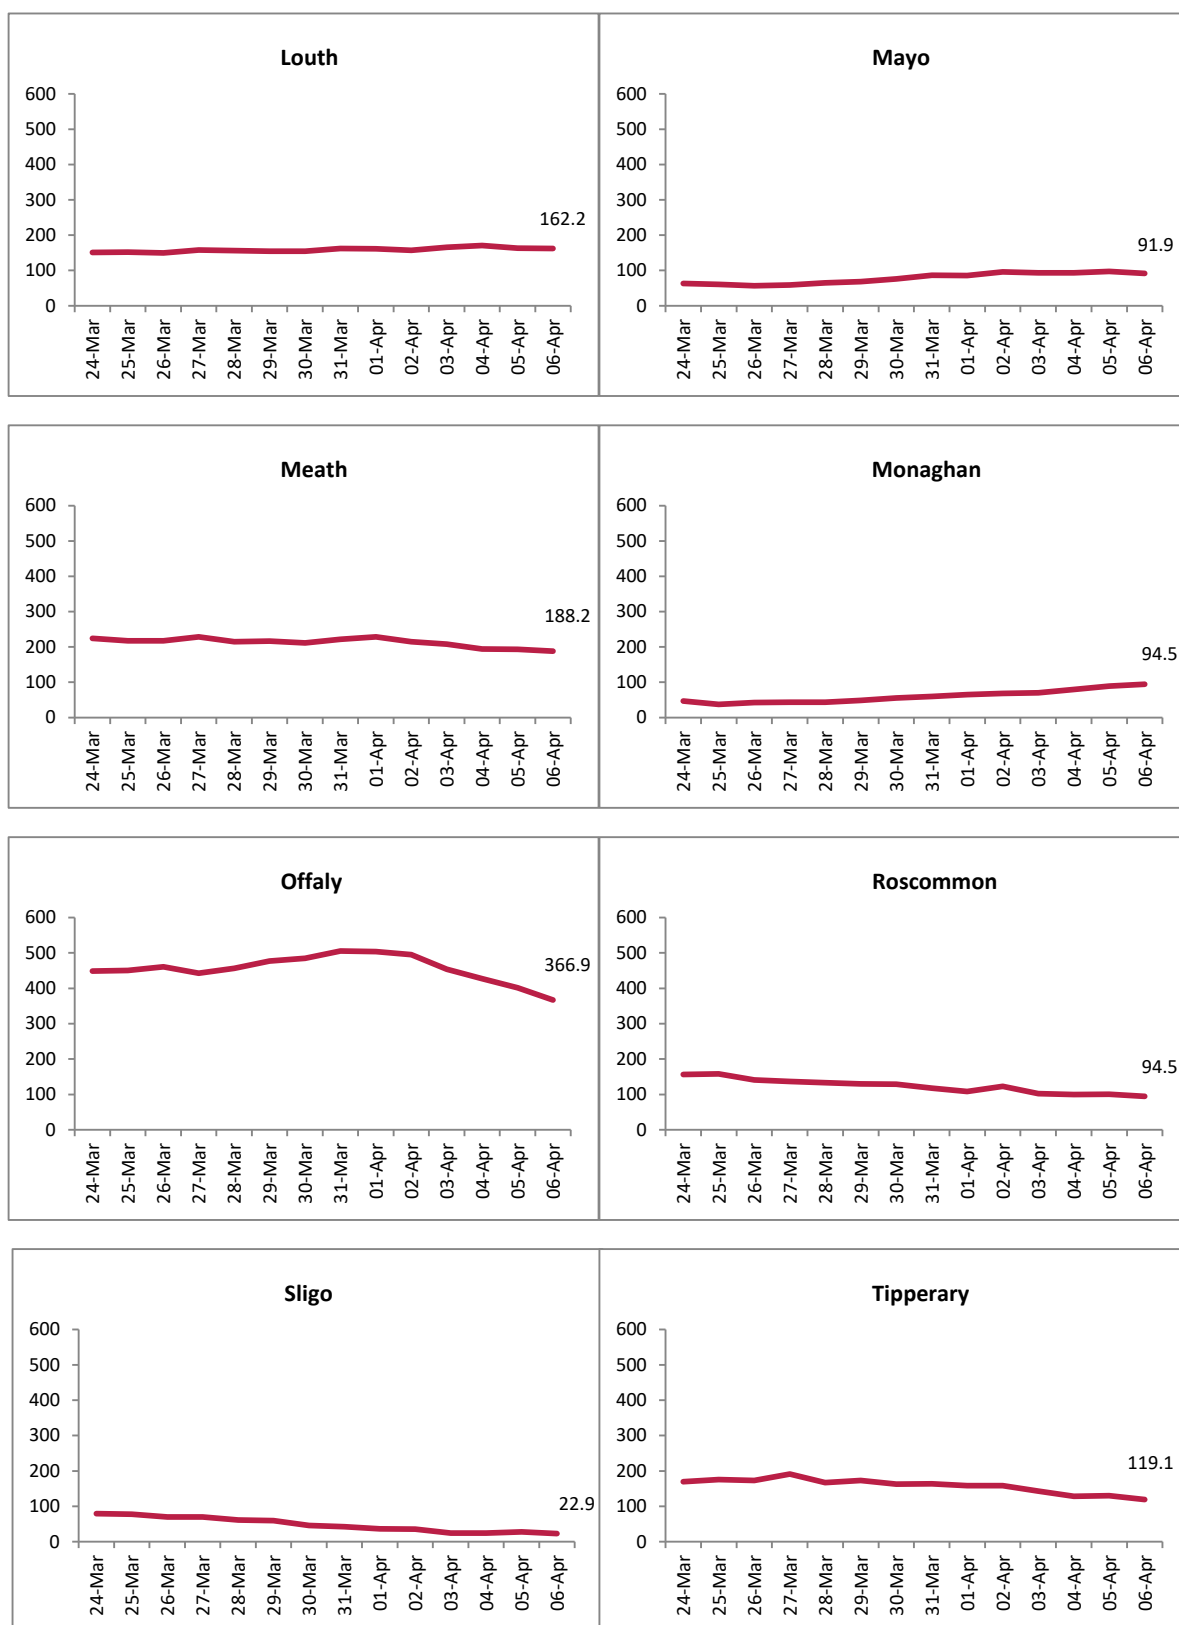 Louth
600
500
400
300
200
100
0
162.2
24-Mar
25-Mar
26-Mar
27-Mar
28-Mar
29-Mar
30-Mar
31-Mar
01-Apr
02-Apr
03-Apr
04-Apr
05-Apr
06-Apr
Mayo
600
500
400
300
200
100
0
91.9
24-Mar
25-Mar
26-Mar
27-Mar
28-Mar
29-Mar
30-Mar
31-Mar
01-Apr
02-Apr
03-Apr
04-Apr
05-Apr
06-Apr
Meath
600
500
400
300
200
100
0
188.2
24-Mar
25-Mar
26-Mar
27-Mar
28-Mar
29-Mar
30-Mar
31-Mar
01-Apr
02-Apr
03-Apr
04-Apr
05-Apr
06-Apr
Monaghan
600
500
400
300
200
100
0
94.5
24-Mar
25-Mar
26-Mar
27-Mar
28-Mar
29-Mar
30-Mar
31-Mar
01-Apr
02-Apr
03-Apr
04-Apr
05-Apr
06-Apr
Offaly
600
500
400
300
200
100
0
366.9
24-Mar
25-Mar
26-Mar
27-Mar
28-Mar
29-Mar
30-Mar
31-Mar
01-Apr
02-Apr
03-Apr
04-Apr
05-Apr
06-Apr
Roscommon
600
500
400
300
200
100
0
94.5
24-Mar
25-Mar
26-Mar
27-Mar
28-Mar
29-Mar
30-Mar
31-Mar
01-Apr
02-Apr
03-Apr
04-Apr
05-Apr
06-Apr
Sligo
600
500
400
300
200
100
0
22.9
24-Mar
25-Mar
26-Mar
27-Mar
28-Mar
29-Mar
30-Mar
31-Mar
01-Apr
02-Apr
03-Apr
04-Apr
05-Apr
06-Apr
Tipperary
600
500
400
300
200
100
0
119.1
24-Mar
25-Mar
26-Mar
27-Mar
28-Mar
29-Mar
30-Mar
31-Mar
01-Apr
02-Apr
03-Apr
04-Apr
05-Apr
06-Apr